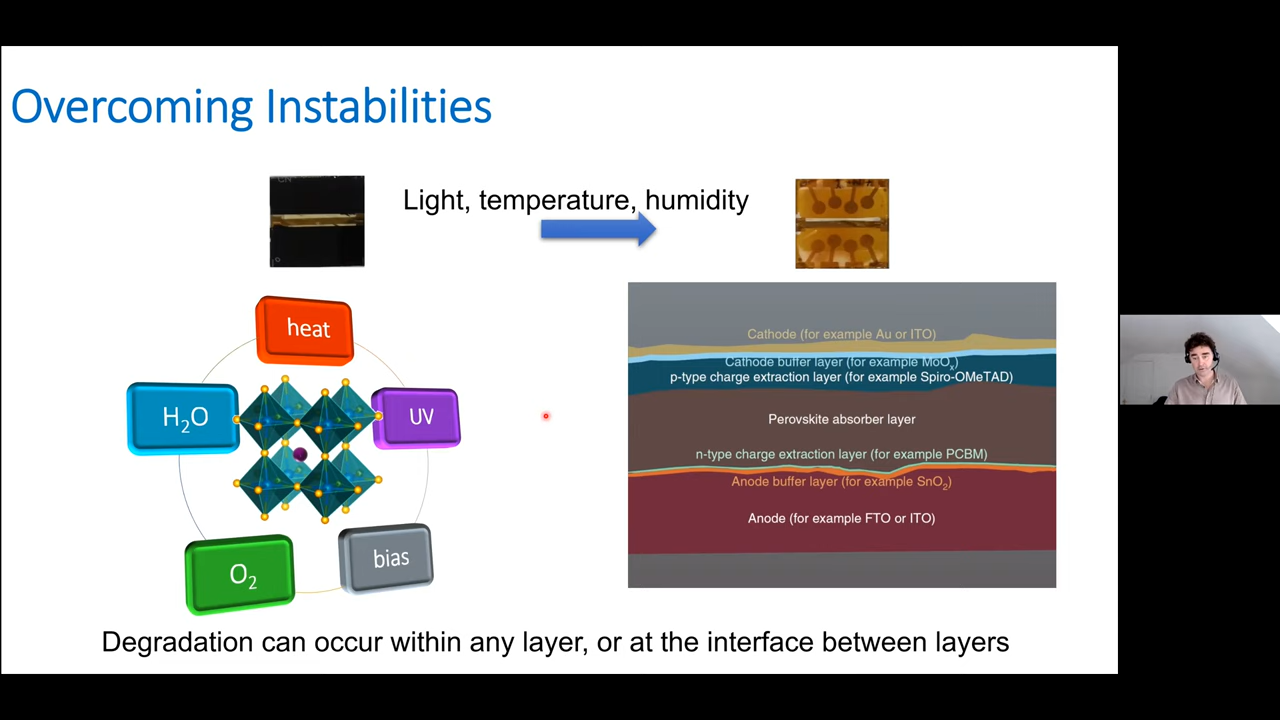 Overcoming Instabilities
Light, temperature, humidity
heat
H₂O
UV
O₂
bias
Cathode (for example Au or ITO)
Cathode buffer layer (for example MoOₓ)
p-type charge extraction layer (for example Spiro-OMeTAD)
Perovskite absorber layer
n-type charge extraction layer (for example PCBM)
Anode buffer layer (for example SnO₂)
Anode (for example FTO or ITO)
Degradation can occur within any layer, or at the interface between layers